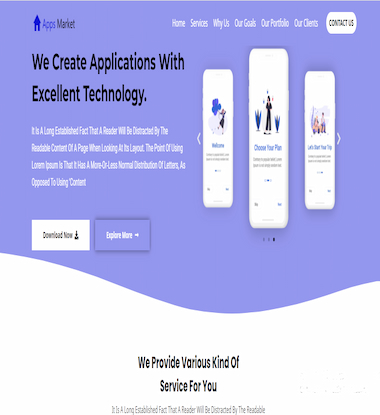 Apps Market
Home Services Why Us Our Goals Our Portfolio Our Clients CONTACT US
We Create Applications With
Excellent Technology.
It Is A Long Established Fact That A Reader Will Be Distracted By The
Readable Content Of A Page When Looking At Its Layout. The Point Of Using
Lorem Ipsum Is That It Has A More-Or-Less Normal Distribution Of Letters, As
Opposed To Using 'Content
Download Now
Explore More
Welcome
Choose Your Plan
Let's Start Your Trip
We Provide Various Kind Of
Service For You
It Is A Long Established Fact That A Reader Will Be Distracted By The Readable